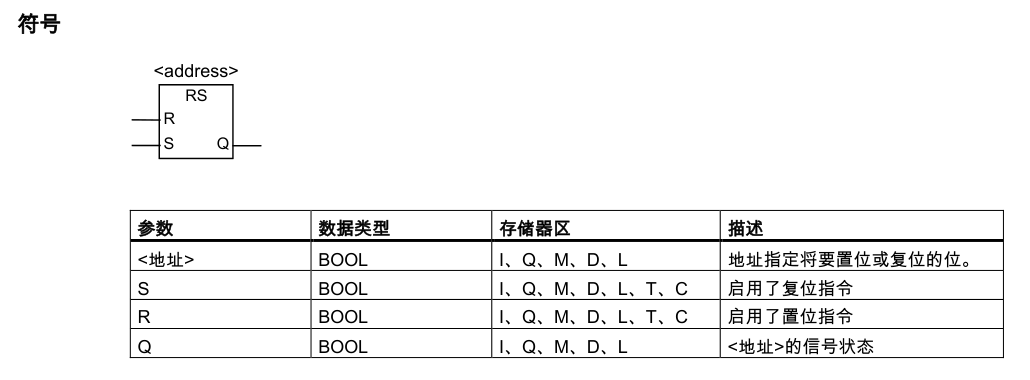 符号
<address>
RS
R
S Q
参数 数据类型 存储器区 描述
<地址> BOOL I、Q、M、D、L 地址指定将要置位或复位的位。
S BOOL I、Q、M、D、L、T、C 启用了复位指令
R BOOL I、Q、M、D、L、T、C 启用了置位指令
Q BOOL I、Q、M、D、L <地址>的信号状态